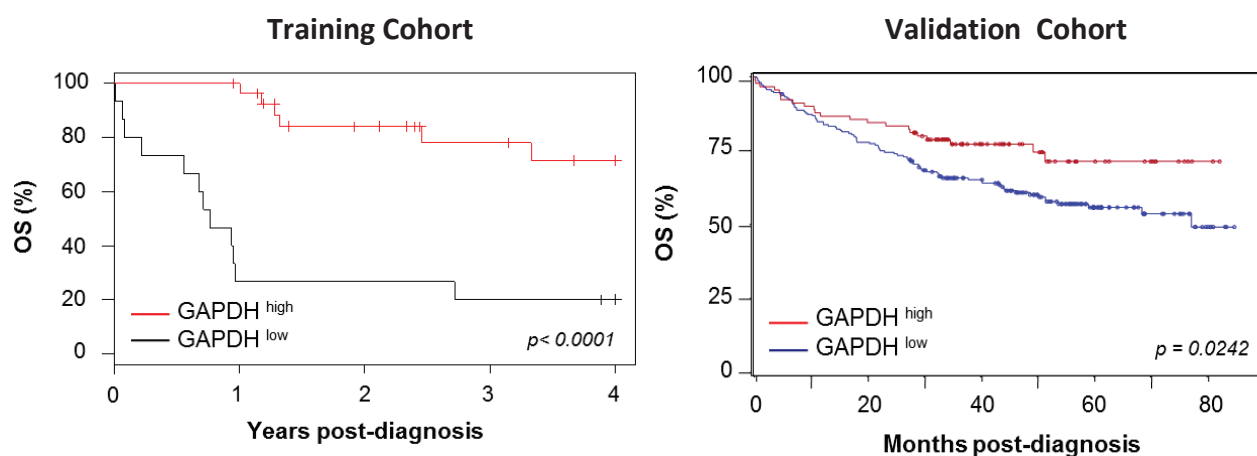 Training Cohort
OS (%)
100
80
60
40
20
0
GAPDH high
GAPDH low
p< 0.0001
0 1 2 3 4
Years post-diagnosis
Validation Cohort
OS (%)
100
75
50
25
0
GAPDH high
GAPDH low
p = 0.0242
0 20 40 60 80
Months post-diagnosis